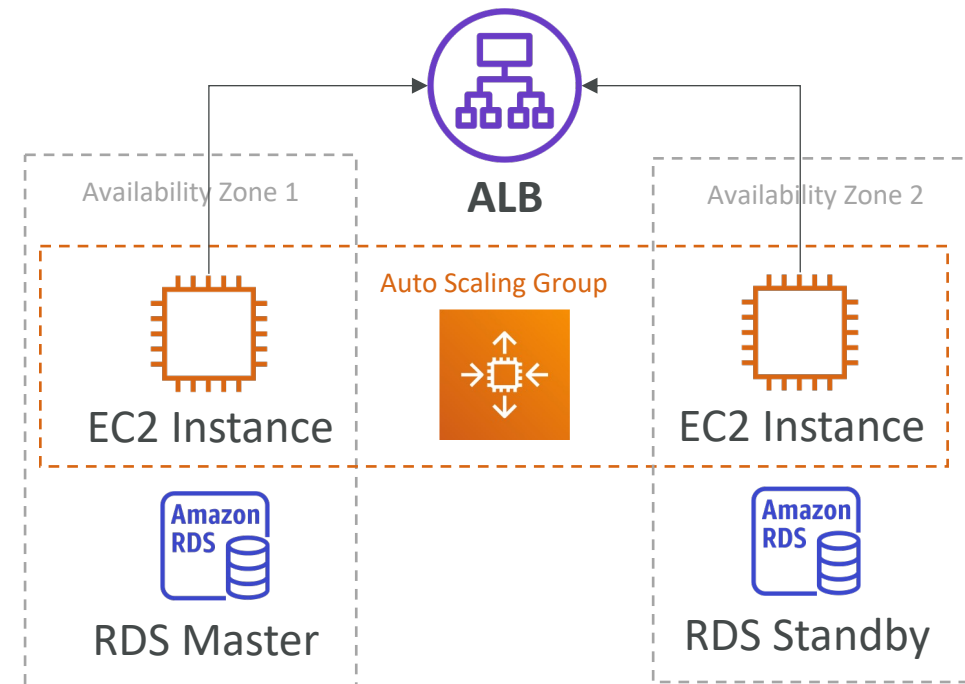 ALB
Availability Zone 1
Availability Zone 2
Auto Scaling Group
EC2 Instance
EC2 Instance
Amazon
RDS
Amazon
RDS
RDS Master
RDS Standby